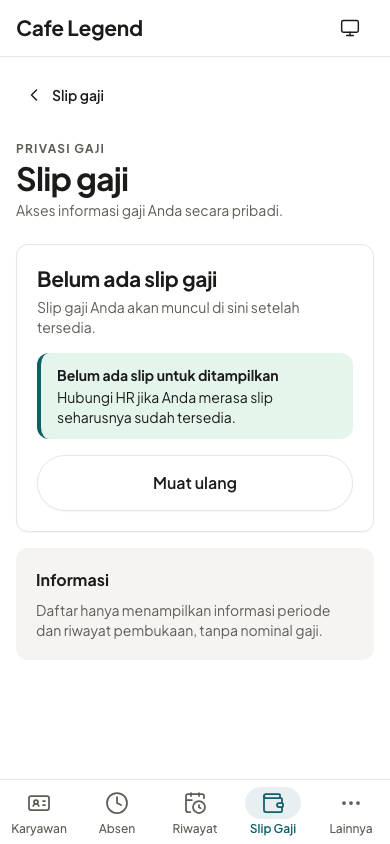 Cafe Legend
Slip gaji
PRIVASI GAJI
Slip gaji
Akses informasi gaji Anda secara pribadi.
Belum ada slip gaji
Slip gaji Anda akan muncul di sini setelah
tersedia.
Belum ada slip untuk ditampilkan
Hubungi HR jika Anda merasa slip
seharusnya sudah tersedia.
Muat ulang
Informasi
Daftar hanya menampilkan informasi periode
dan riwayat pembukaan, tanpa nominal gaji.
Karyawan
Absen
Riwayat
Slip Gaji
Lainnya